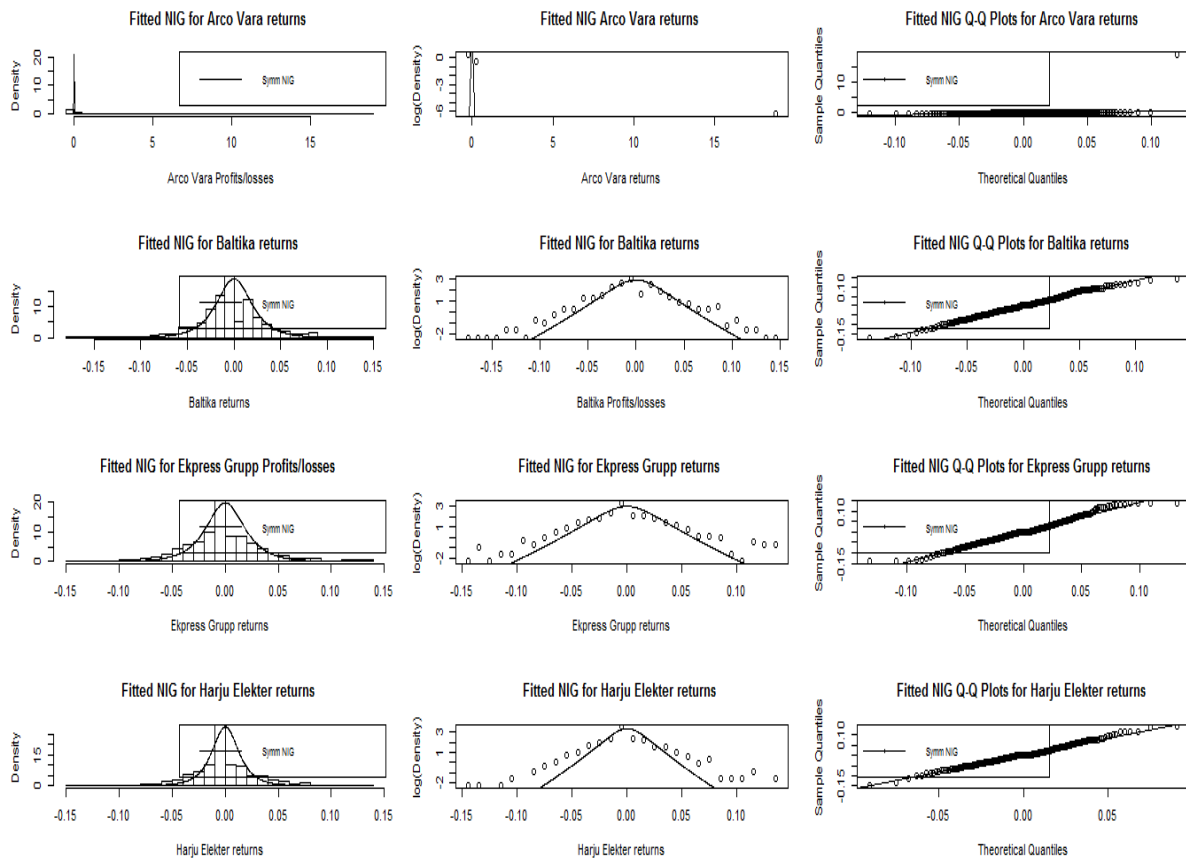 Fitted NIG for Arco Vara returns
Density
0 5 10 20
Symm NIG
0 5 10 15
Arco Vara Profits/losses
Fitted NIG Arco Vara returns
log(Density)
-6 -3 0
0 5 10 15
Arco Vara returns
Fitted NIG Q-Q Plots for Arco Vara returns
Sample Quantiles
0 5 15
Symm NIG
-0.10 -0.05 0.00 0.05 0.10
Theoretical Quantiles
Fitted NIG for Baltika returns
Density
0 5 10
Symm NIG
-0.15 -0.10 -0.05 0.00 0.05 0.10 0.15
Baltika returns
Fitted NIG for Baltika returns
log(Density)
-2 1 3
-0.15 -0.10 -0.05 0.00 0.05 0.10 0.15
Baltika Profits/losses
Fitted NIG Q-Q Plots for Baltika returns
Sample Quantiles
-0.15 0.10
Symm NIG
-0.10 -0.05 0.00 0.05 0.10
Theoretical Quantiles
Fitted NIG for Ekpress Grupp Profits/losses
Density
0 5 10 20
Symm NIG
-0.15 -0.10 -0.05 0.00 0.05 0.10 0.15
Ekpress Grupp returns
Fitted NIG for Ekpress Grupp returns
log(Density)
-2 1 3
-0.15 -0.10 -0.05 0.00 0.05 0.10
Ekpress Grupp returns
Fitted NIG Q-Q Plots for Ekpress Grupp returns
Sample Quantiles
-0.15 0.10
Symm NIG
-0.10 -0.05 0.00 0.05 0.10
Theoretical Quantiles
Fitted NIG for Harju Elekter returns
Density
0 5 15
Symm NIG
-0.15 -0.10 -0.05 0.00 0.05 0.10 0.15
Harju Elekter returns
Fitted NIG for Harju Elekter returns
log(Density)
-2 1 3
-0.15 -0.10 -0.05 0.00 0.05 0.10 0.15
Harju Elekter returns
Fitted NIG Q-Q Plots for Harju Elekter returns
Sample Quantiles
-0.15 0.10
Symm NIG
-0.05 0.00 0.05
Theoretical Quantiles